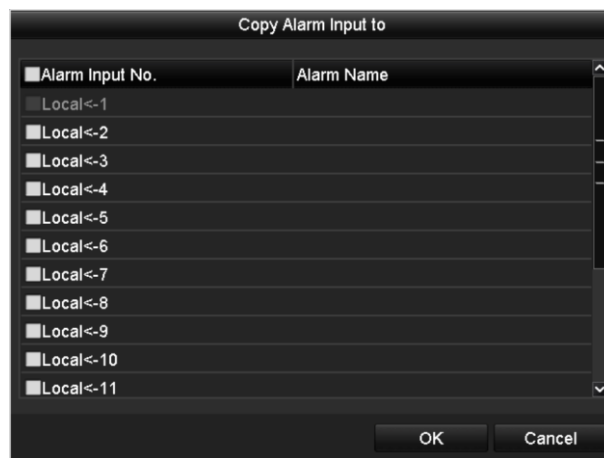 Copy Alarm Input to
Alarm Input No. Alarm Name
Local<-1
Local<-2
Local<-3
Local<-4
Local<-5
Local<-6
Local<-7
Local<-8
Local<-9
Local<-10
Local<-11
OK Cancel